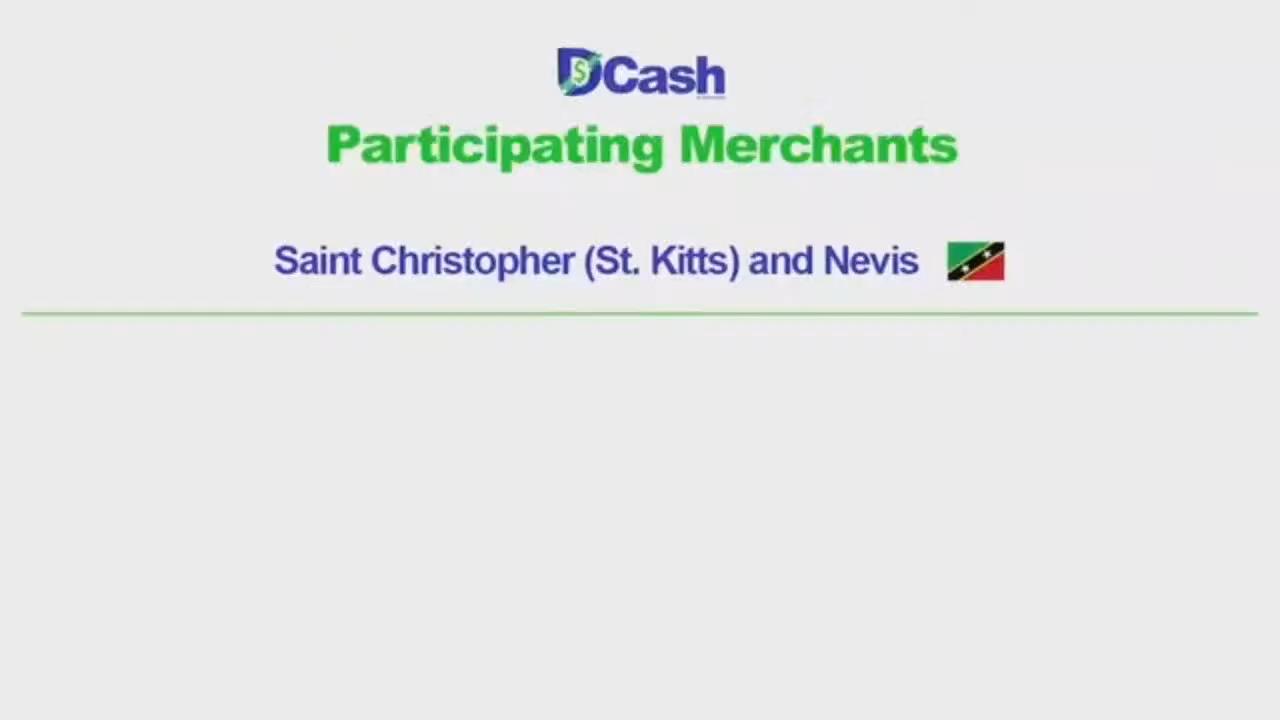 DCash
Participating Merchants
Saint Christopher (St. Kitts) and Nevis